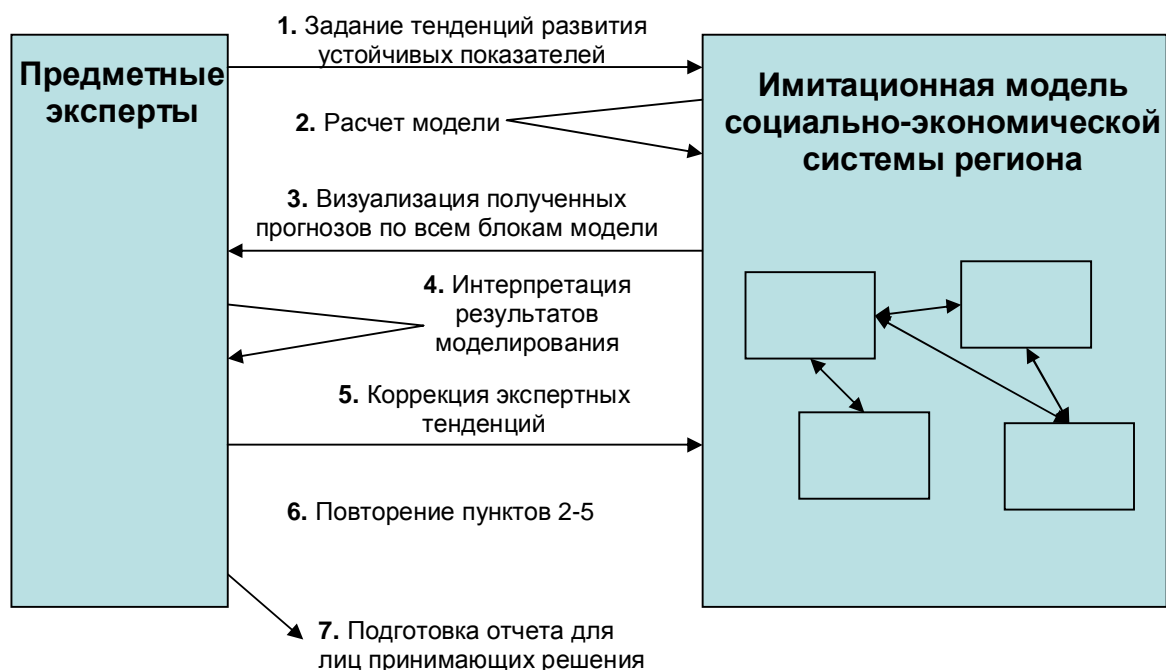 Предметные
эксперты
1. Задание тенденций развития
устойчивых показателей
2. Расчет модели
3. Визуализация полученных
прогнозов по всем блокам модели
4. Интерпретация
результатов
моделирования
5. Коррекция экспертных
тенденций
6. Повторение пунктов 2-5
7. Подготовка отчета для
лиц принимающих решения
Имитационная модель
социально-экономической
системы региона